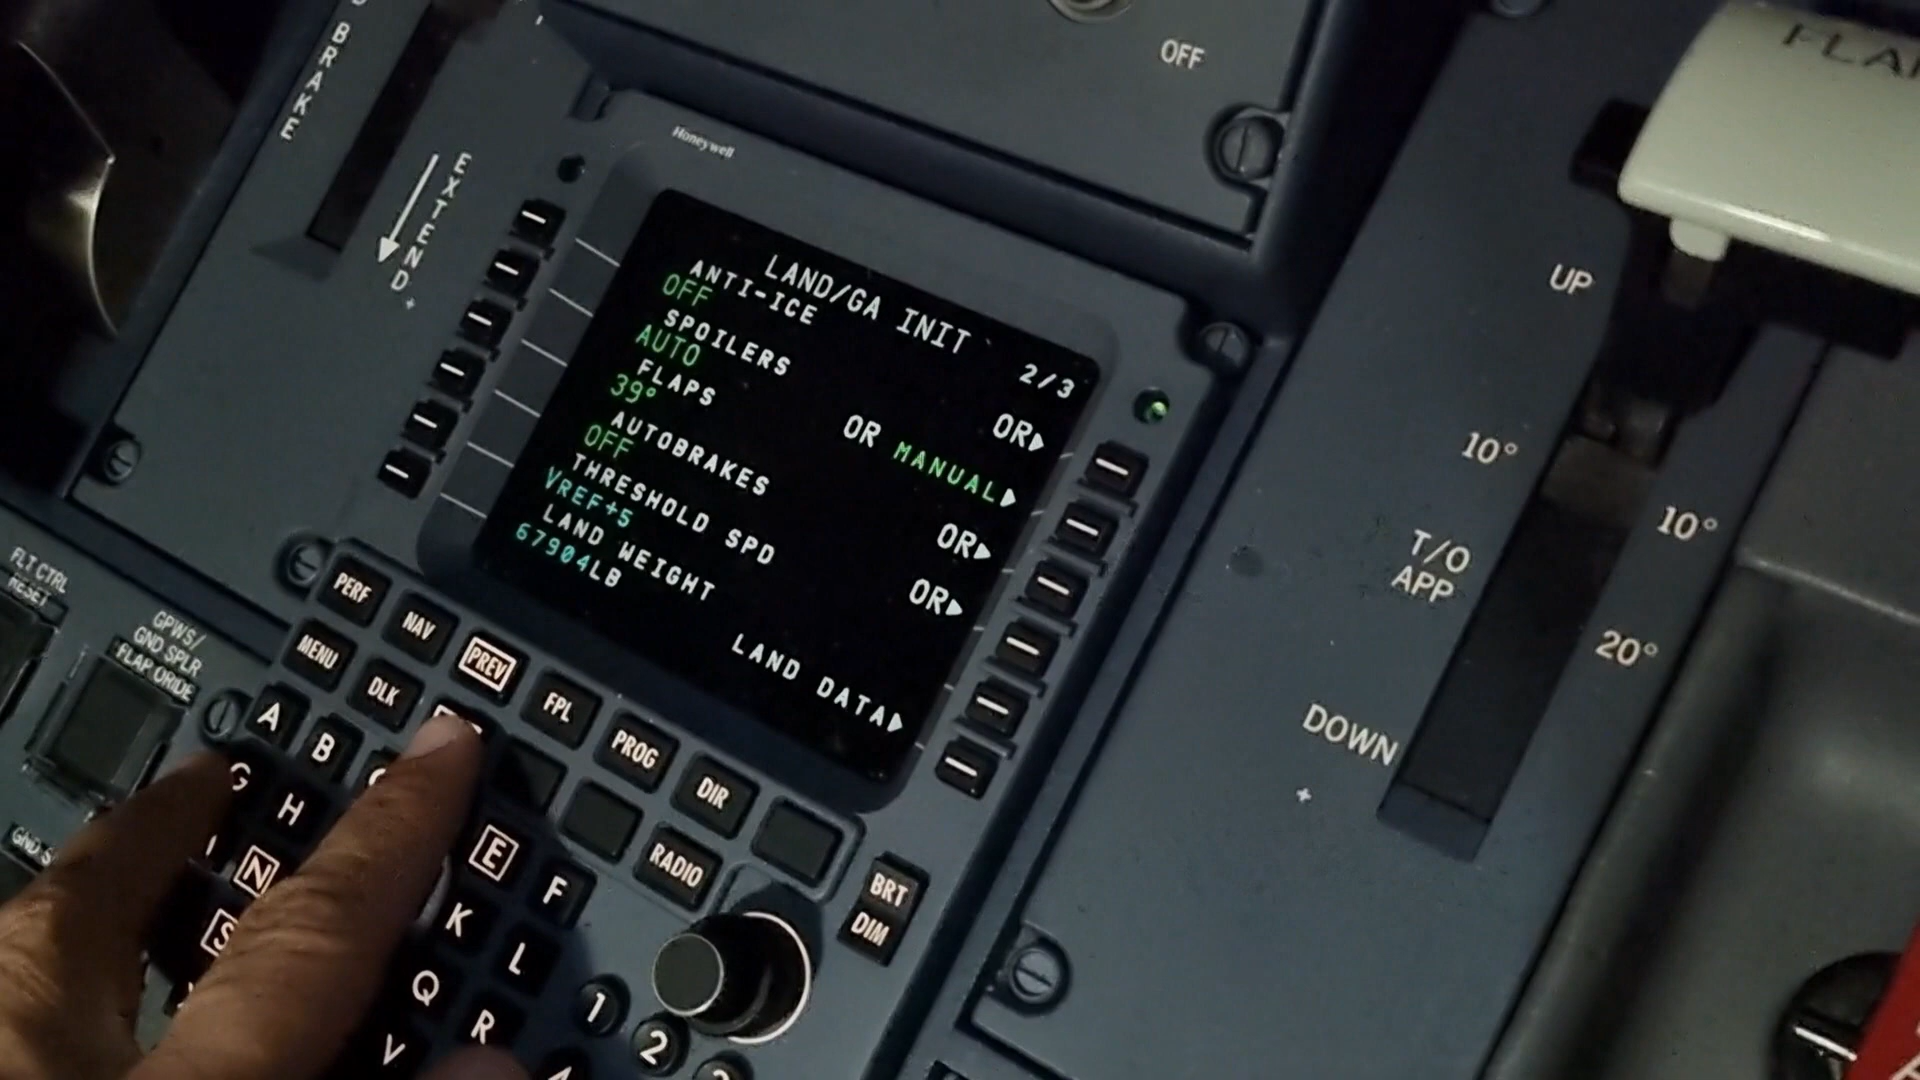 BRAKE
EXTEND
OFF
Honeywell
LAND/GA INIT
2/3
ANTI-ICE
OFF
OR
SPOILERS
AUTO OR MANUAL
FLAPS
39°
OR
AUTOBRAKES
OFF
OR
THRESHOLD SPD
VREF+5
LAND WEIGHT
67904LB
LAND DATA
UP
10°
10°
T/O
APP
20°
DOWN
FLT CTRL
RESET
GPWS/
GND SPLR
FLAP ORIDE
PERF
NAV
PREV
FPL
PROG
DIR
MENU
DLK
RADIO
BRT
DIM
A
B
G
H
E
F
N
K
L
S
Q
R
V
1
2